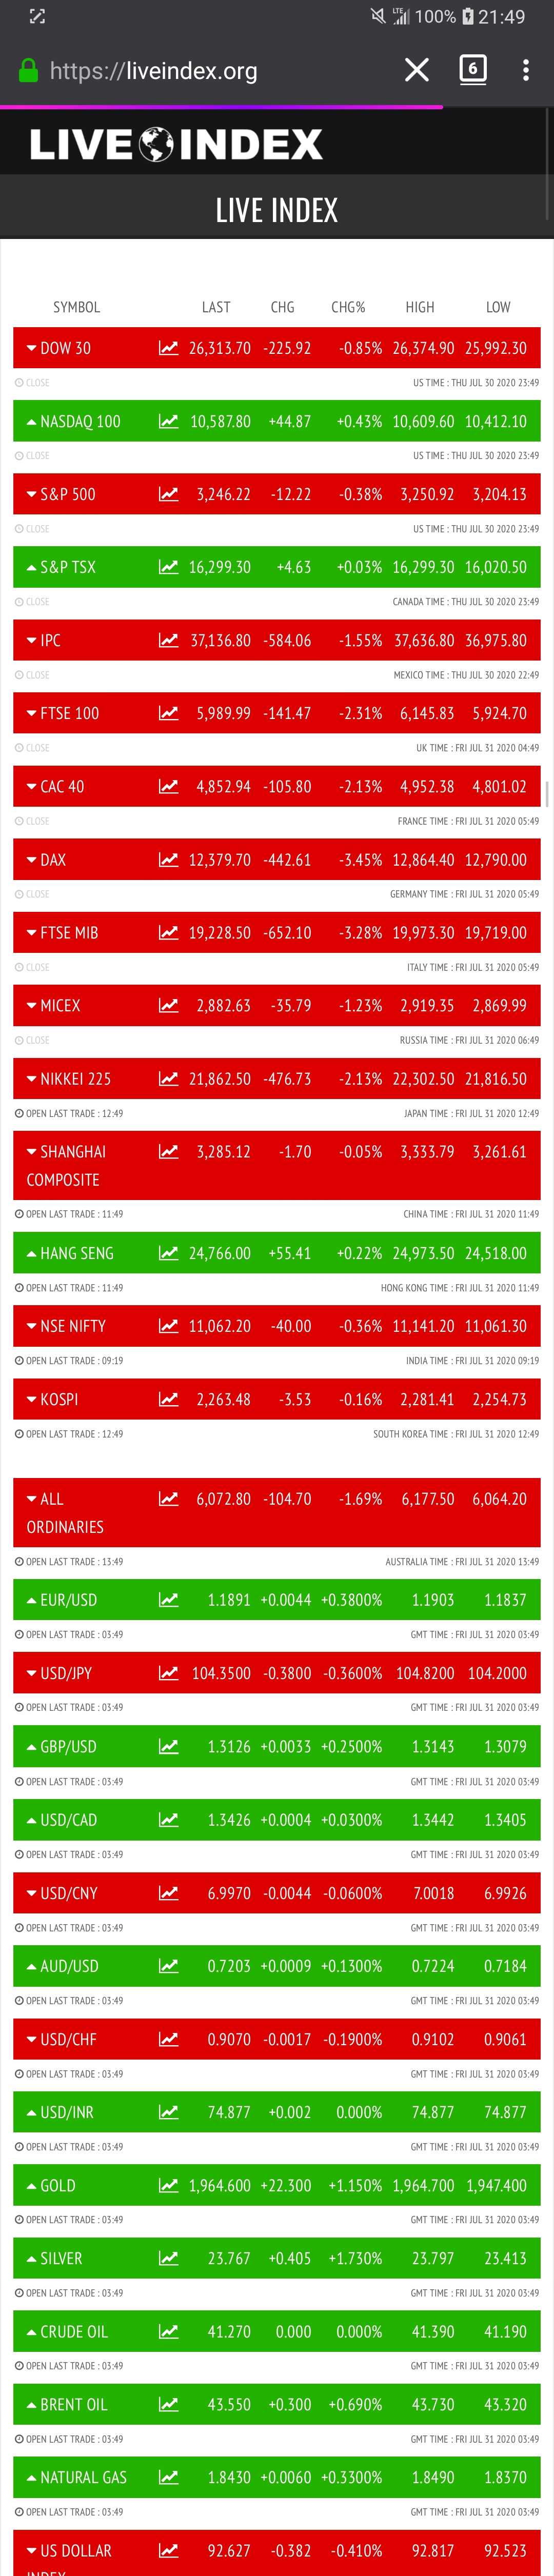 LTE 100% 21:49
https://liveindex.org 6
LIVE INDEX
LIVE INDEX
SYMBOL LAST CHG CHG% HIGH LOW
DOW 30 26,313.70 -225.92 -0.85% 26,374.90 25,992.30
CLOSE US TIME : THU JUL 30 2020 23:49
NASDAQ 100 10,587.80 +44.87 +0.43% 10,609.60 10,412.10
CLOSE US TIME : THU JUL 30 2020 23:49
S&P 500 3,246.22 -12.22 -0.38% 3,250.92 3,204.13
CLOSE US TIME : THU JUL 30 2020 23:49
S&P TSX 16,299.30 +4.63 +0.03% 16,299.30 16,020.50
CLOSE CANADA TIME : THU JUL 30 2020 23:49
IPC 37,136.80 -584.06 -1.55% 37,636.80 36,975.80
CLOSE MEXICO TIME : THU JUL 30 2020 22:49
FTSE 100 5,989.99 -141.47 -2.31% 6,145.83 5,924.70
CLOSE UK TIME : FRI JUL 31 2020 04:49
CAC 40 4,852.94 -105.80 -2.13% 4,952.38 4,801.02
CLOSE FRANCE TIME : FRI JUL 31 2020 05:49
DAX 12,379.70 -442.61 -3.45% 12,864.40 12,790.00
CLOSE GERMANY TIME : FRI JUL 31 2020 05:49
FTSE MIB 19,228.50 -652.10 -3.28% 19,973.30 19,719.00
CLOSE ITALY TIME : FRI JUL 31 2020 05:49
MICEX 2,882.63 -35.79 -1.23% 2,919.35 2,869.99
CLOSE RUSSIA TIME : FRI JUL 31 2020 06:49
NIKKEI 225 21,862.50 -476.73 -2.13% 22,302.50 21,816.50
OPEN LAST TRADE : 12:49 JAPAN TIME : FRI JUL 31 2020 12:49
SHANGHAI 3,285.12 -1.70 -0.05% 3,333.79 3,261.61
COMPOSITE
OPEN LAST TRADE : 11:49 CHINA TIME : FRI JUL 31 2020 11:49
HANG SENG 24,766.00 +55.41 +0.22% 24,973.50 24,518.00
OPEN LAST TRADE : 11:49 HONG KONG TIME : FRI JUL 31 2020 11:49
NSE NIFTY 11,062.20 -40.00 -0.36% 11,141.20 11,061.30
OPEN LAST TRADE : 09:19 INDIA TIME : FRI JUL 31 2020 09:19
KOSPI 2,263.48 -3.53 -0.16% 2,281.41 2,254.73
OPEN LAST TRADE : 12:49 SOUTH KOREA TIME : FRI JUL 31 2020 12:49
ALL 6,072.80 -104.70 -1.69% 6,177.50 6,064.20
ORDINARIES
OPEN LAST TRADE : 13:49 AUSTRALIA TIME : FRI JUL 31 2020 13:49
EUR/USD 1.1891 +0.0044 +0.3800% 1.1903 1.1837
OPEN LAST TRADE : 03:49 GMT TIME : FRI JUL 31 2020 03:49
USD/JPY 104.3500 -0.3800 -0.3600% 104.8200 104.2000
OPEN LAST TRADE : 03:49 GMT TIME : FRI JUL 31 2020 03:49
GBP/USD 1.3126 +0.0033 +0.2500% 1.3143 1.3079
OPEN LAST TRADE : 03:49 GMT TIME : FRI JUL 31 2020 03:49
USD/CAD 1.3426 +0.0004 +0.0300% 1.3442 1.3405
OPEN LAST TRADE : 03:49 GMT TIME : FRI JUL 31 2020 03:49
USD/CNY 6.9970 -0.0044 -0.0600% 7.0018 6.9926
OPEN LAST TRADE : 03:49 GMT TIME : FRI JUL 31 2020 03:49
AUD/USD 0.7203 +0.0009 +0.1300% 0.7224 0.7184
OPEN LAST TRADE : 03:49 GMT TIME : FRI JUL 31 2020 03:49
USD/CHF 0.9070 -0.0017 -0.1900% 0.9102 0.9061
OPEN LAST TRADE : 03:49 GMT TIME : FRI JUL 31 2020 03:49
USD/INR 74.877 +0.002 0.000% 74.877 74.877
OPEN LAST TRADE : 03:49 GMT TIME : FRI JUL 31 2020 03:49
GOLD 1,964.600 +22.300 +1.150% 1,964.700 1,947.400
OPEN LAST TRADE : 03:49 GMT TIME : FRI JUL 31 2020 03:49
SILVER 23.767 +0.405 +1.730% 23.797 23.413
OPEN LAST TRADE : 03:49 GMT TIME : FRI JUL 31 2020 03:49
CRUDE OIL 41.270 0.000 0.000% 41.390 41.190
OPEN LAST TRADE : 03:49 GMT TIME : FRI JUL 31 2020 03:49
BRENT OIL 43.550 +0.300 +0.690% 43.730 43.320
OPEN LAST TRADE : 03:49 GMT TIME : FRI JUL 31 2020 03:49
NATURAL GAS 1.8430 +0.0060 +0.3300% 1.8490 1.8370
OPEN LAST TRADE : 03:49 GMT TIME : FRI JUL 31 2020 03:49
US DOLLAR 92.627 -0.382 -0.410% 92.817 92.523